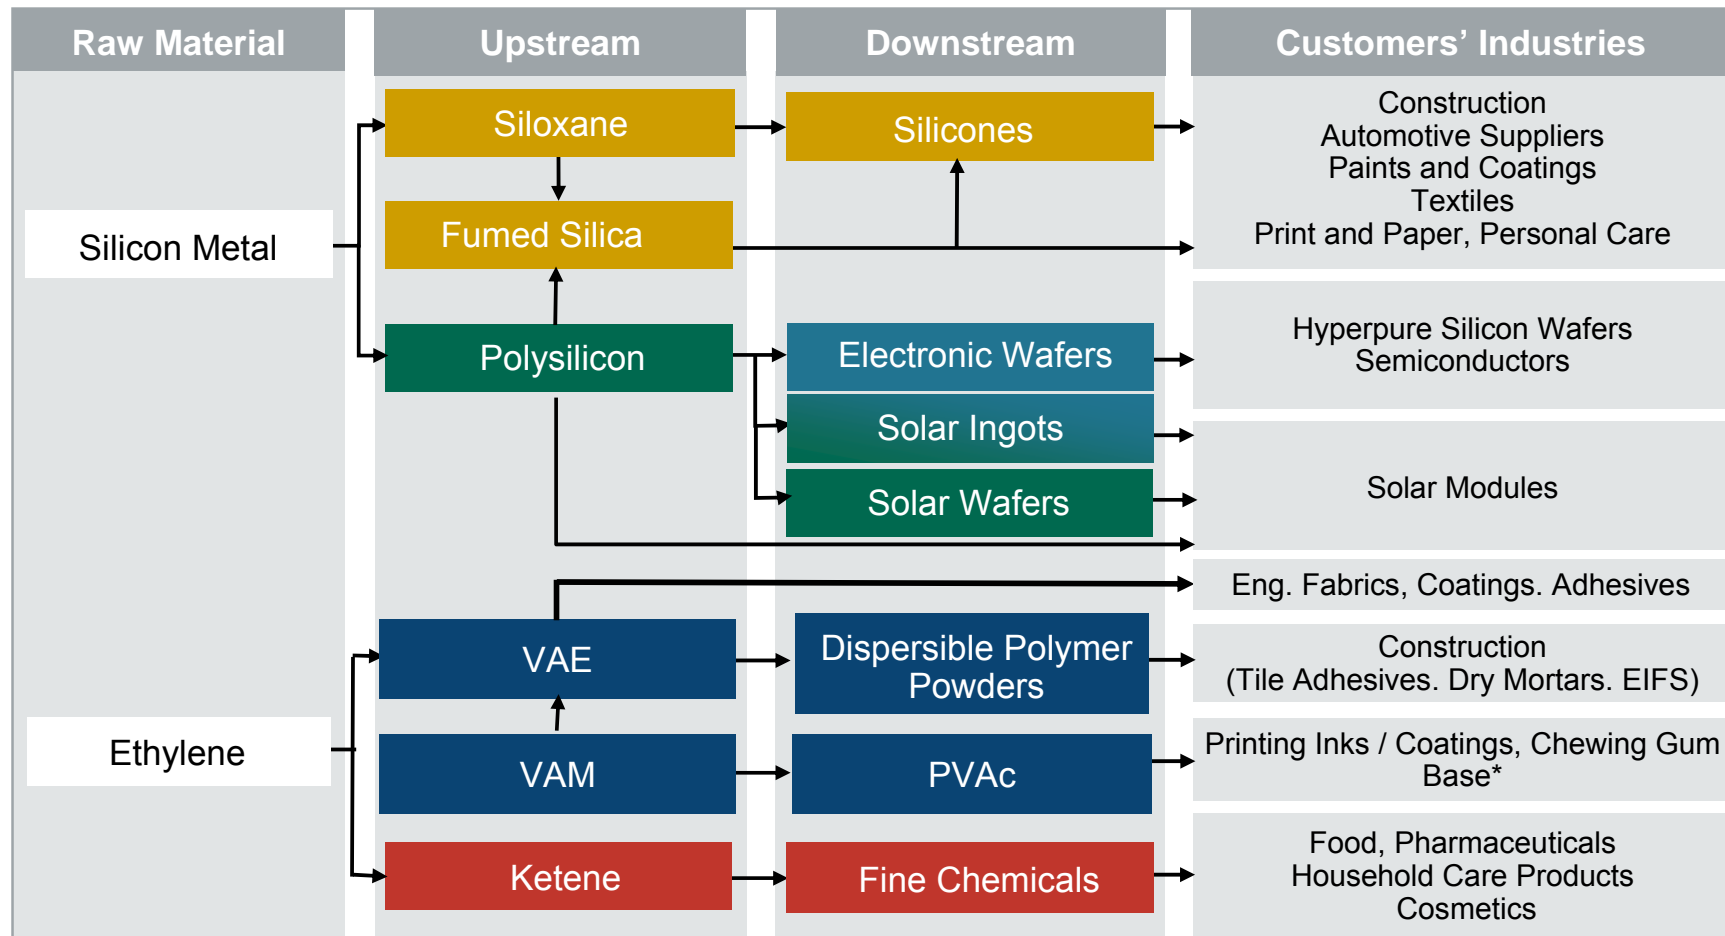 Raw Material
Upstream
Downstream
Customers’ Industries
Siloxane
Silicones
Construction
Automotive Suppliers
Paints and Coatings
Textiles
Print and Paper, Personal Care
Silicon Metal
Fumed Silica
Polysilicon
Electronic Wafers
Hyperpure Silicon Wafers
Semiconductors
Solar Ingots
Solar Wafers
Solar Modules
Eng. Fabrics, Coatings. Adhesives
VAE
Dispersible Polymer
Powders
Construction
(Tile Adhesives. Dry Mortars. EIFS)
Ethylene
VAM
PVAc
Printing Inks / Coatings, Chewing Gum
Base*
Ketene
Fine Chemicals
Food, Pharmaceuticals
Household Care Products
Cosmetics